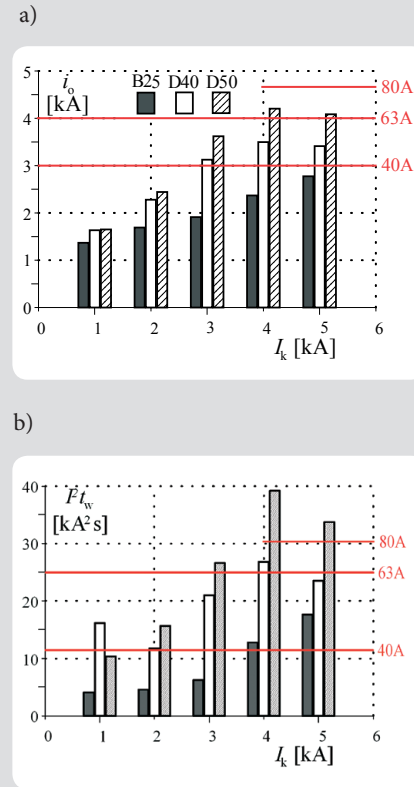 a)
5
i_o
[kA]
B25 D40 D50
80A
4
63A
3
40A
2
1
0
0 1 2 3 4 5 6
I_k [kA]
b)
40
I²t_w
[kA²s]
30
80A
63A
20
40A
10
0
0 1 2 3 4 5 6
I_k [kA]